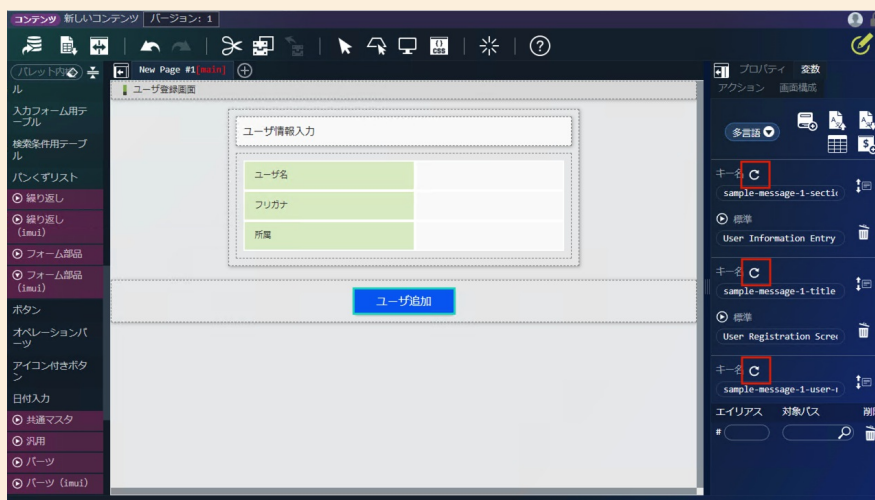 コンテンツ 新しいコンテンツ バージョン: 1
New Page #1[main]
ル
入力フォーム用テ
ーブル
検索条件用テーブ
ル
パンくずリスト
繰り返し
繰り返し
(imui)
フォーム部品
フォーム部品
(imui)
ボタン
オペレーションパ
ーツ
アイコン付きボタ
ン
日付入力
共通マスタ
汎用
パーツ
パーツ (imui)
ユーザ登録画面
ユーザ情報入力
ユーザ名
フリガナ
所属
ユーザ追加
プロパティ 変数
アクション 画面構成
多言語
キー名
sample-message-1-sectio
標準
User Information Entry
キー名
sample-message-1-title
標準
User Registration Scree
キー名
sample-message-1-user-
エイリアス 対象パス
#